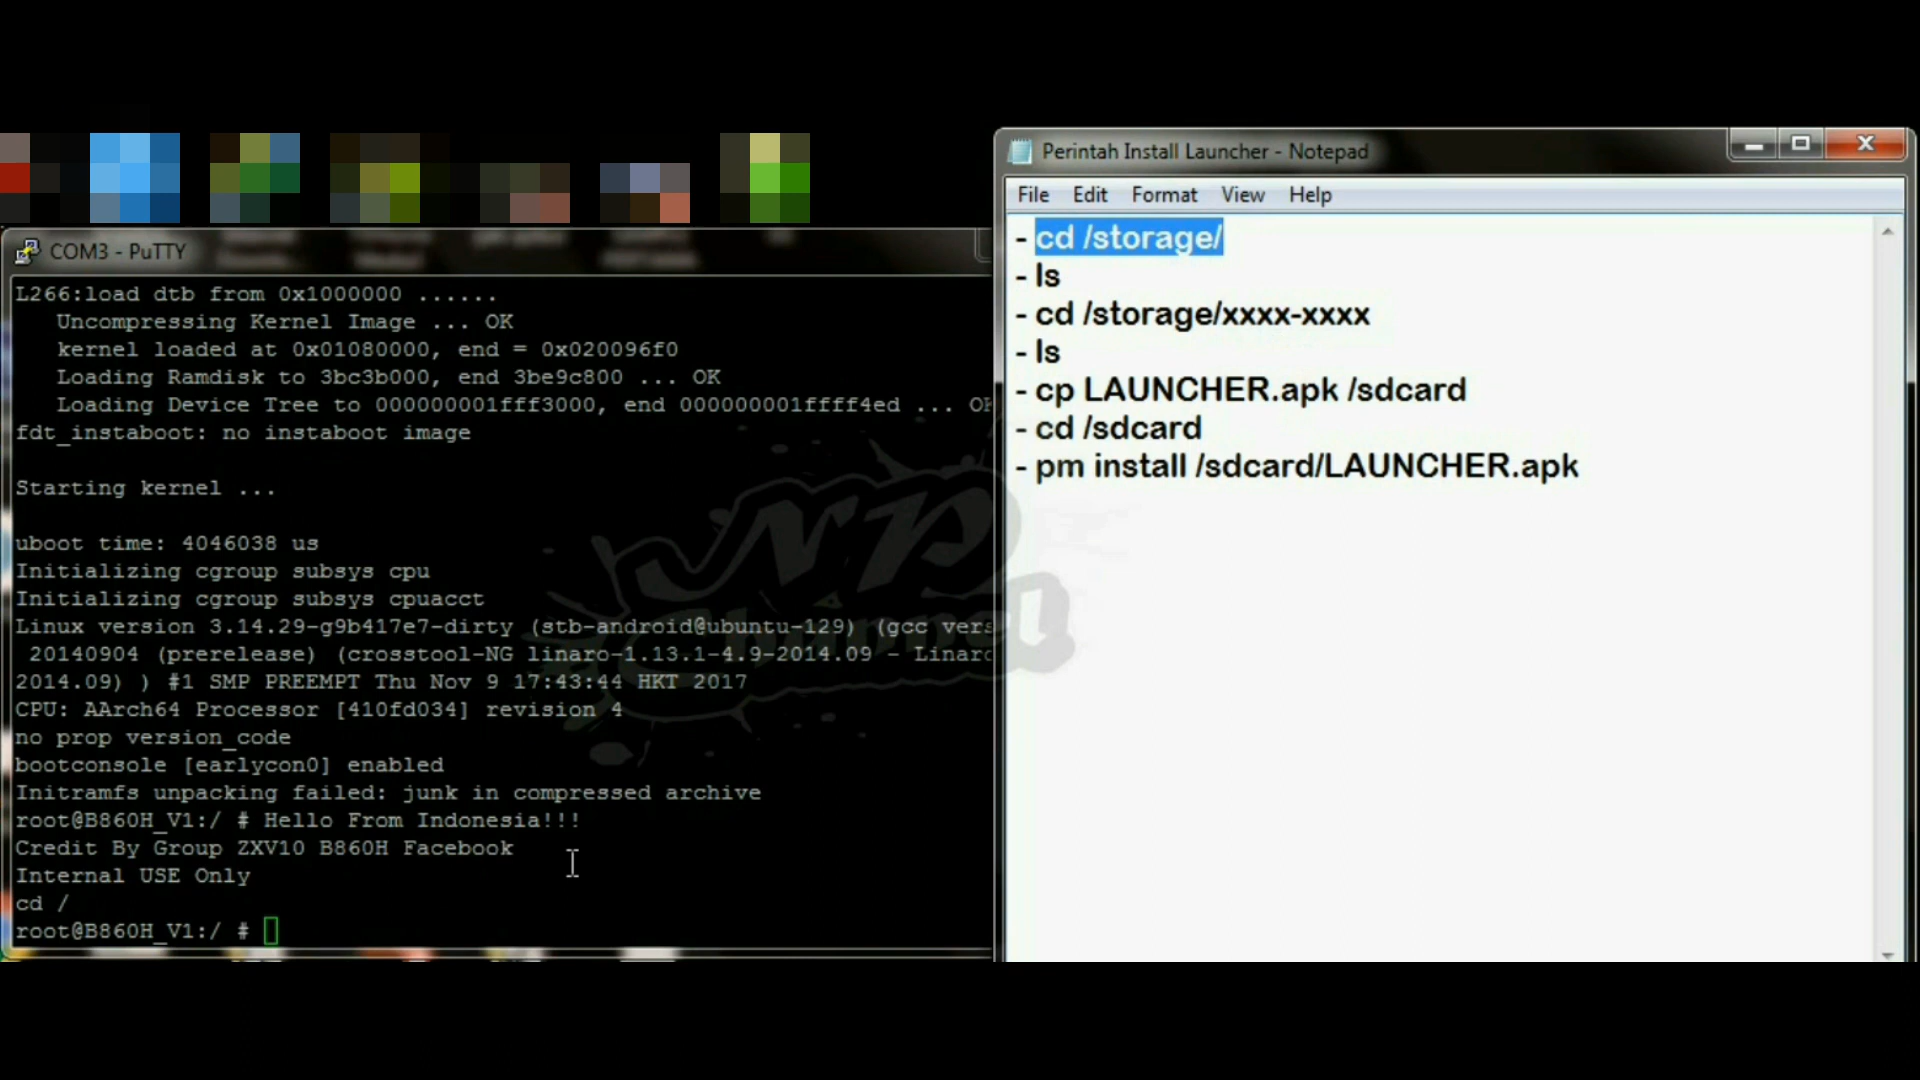 COM3 - PuTTY
L266:load dtb from 0x1000000 ......
Uncompressing Kernel Image ... OK
kernel loaded at 0x01080000, end = 0x020096f0
Loading Ramdisk to 3bc3b000, end 3be9c800 ... OK
Loading Device Tree to 000000001fff3000, end 000000001ffff4ed ...
fdt_instaboot: no instaboot image
Starting kernel ...
uboot time: 4046038 us
Initializing cgroup subsys cpu
Initializing cgroup subsys cpuacct
Linux version 3.14.29-g9b417e7-dirty (stb-android@ubuntu-129) (gcc vers
20140904 (prerelease) (crosstool-NG linaro-1.13.1-4.9-2014.09 - Linaro
2014.09) ) #1 SMP PREEMPT Thu Nov 9 17:43:44 HKT 2017
CPU: AArch64 Processor [410fd034] revision 4
no prop version_code
bootconsole [earlycon0] enabled
Initramfs unpacking failed: junk in compressed archive
root@B860H_V1:/ # Hello From Indonesia!!!
Credit By Group ZXV10 B860H Facebook
Internal USE Only
cd /
root@B860H_V1:/ #
Perintah Install Launcher - Notepad
File Edit Format View Help
- cd /storage/
- ls
- cd /storage/xxxx-xxxx
- ls
- cp LAUNCHER.apk /sdcard
- cd /sdcard
- pm install /sdcard/LAUNCHER.apk
NP
Channel